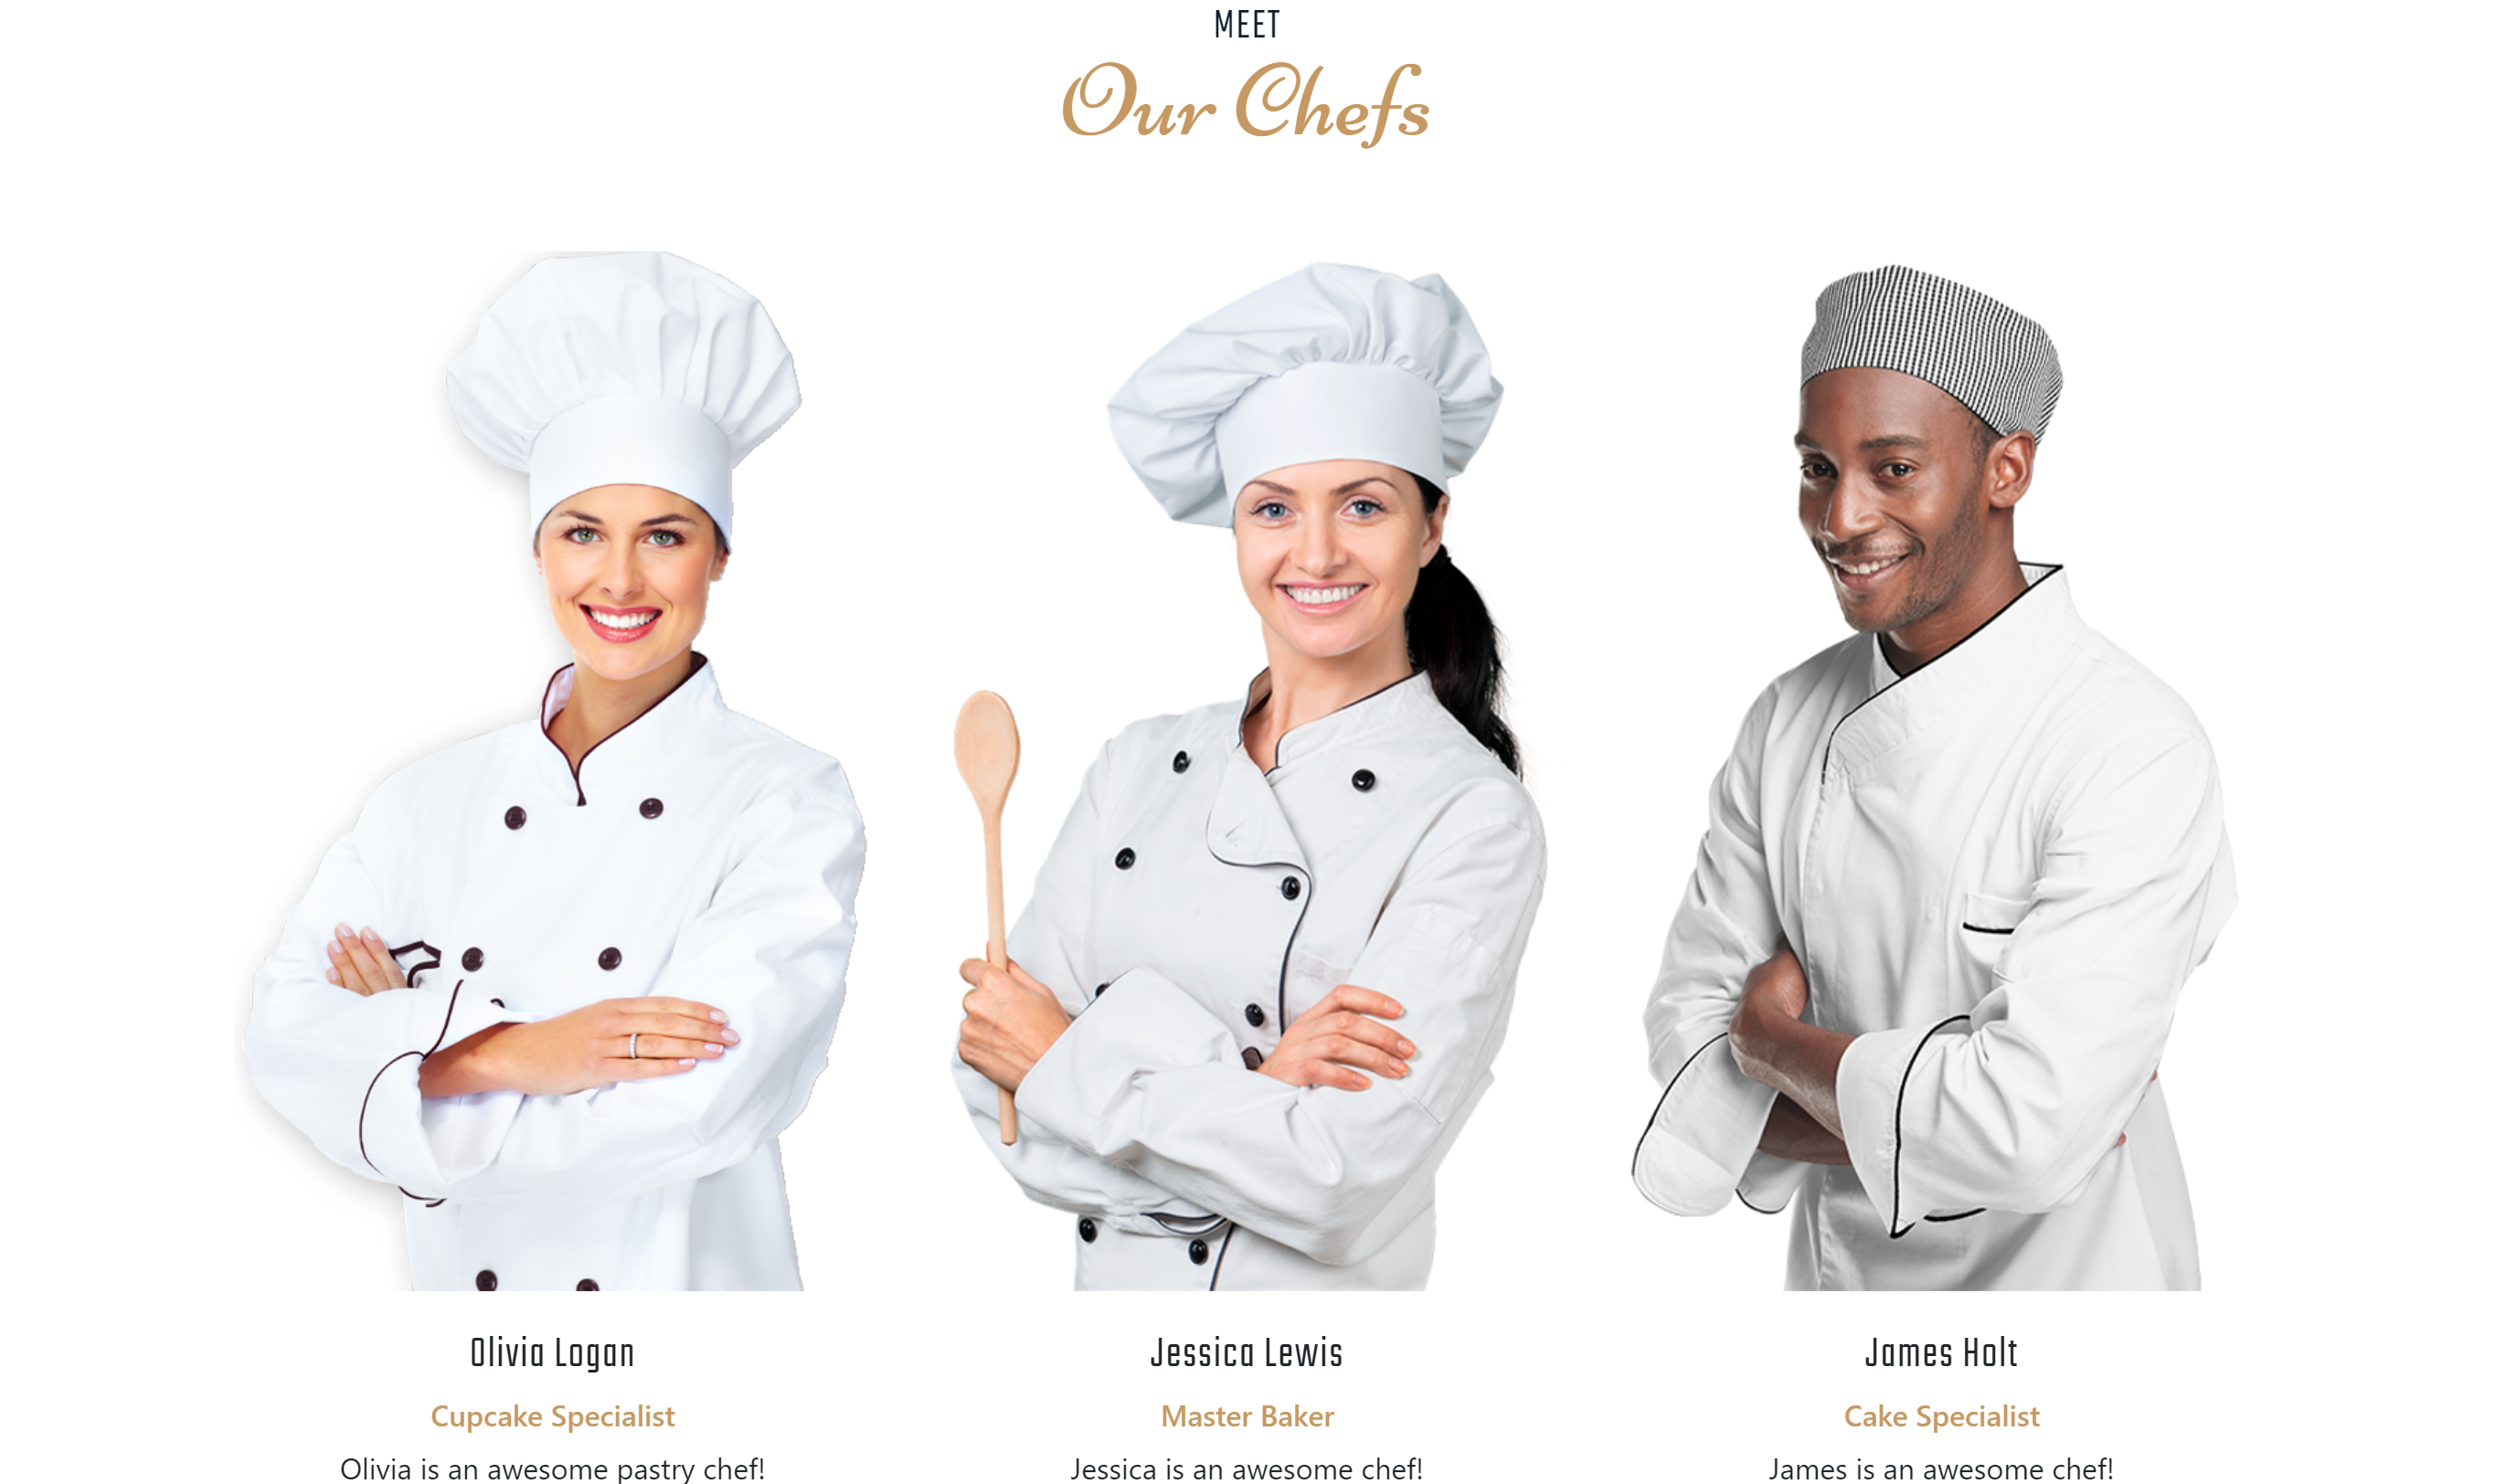 MEET
Our Chefs
Olivia Logan
Jessica Lewis
James Holt
Cupcake Specialist
Master Baker
Cake Specialist
Olivia is an awesome pastry chef!
Jessica is an awesome chef!
James is an awesome chef!